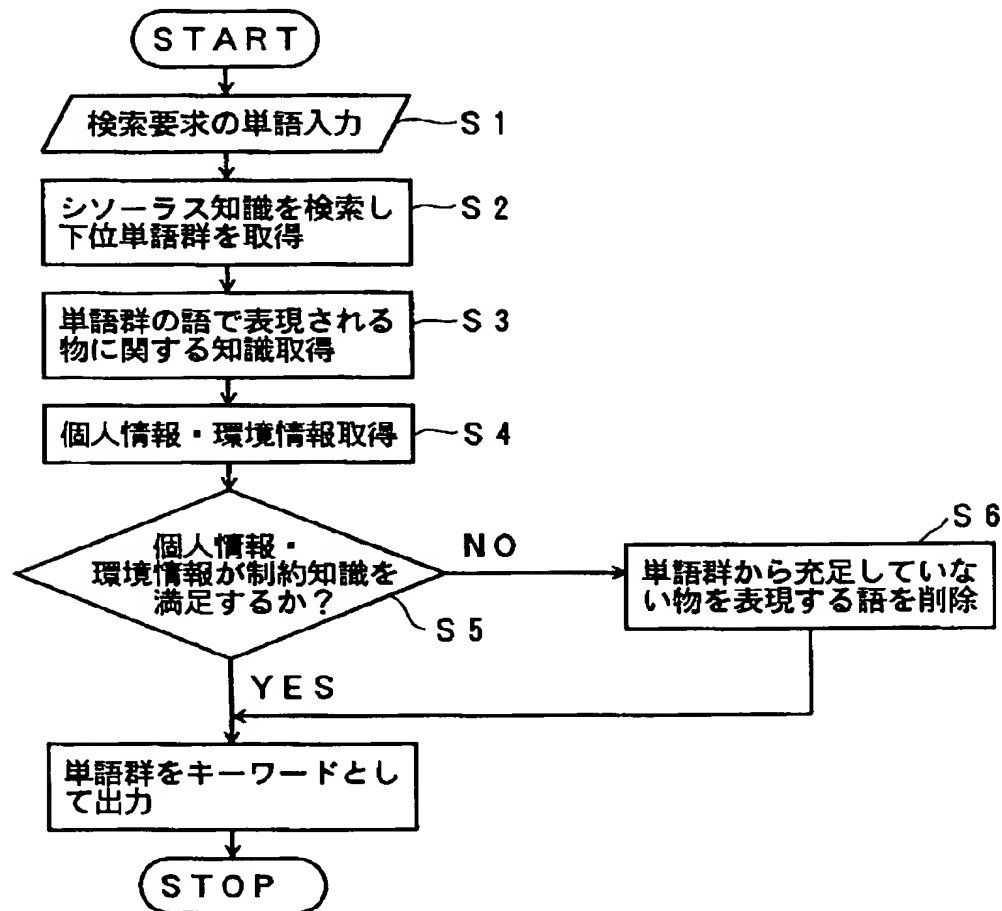 START
検索要求の単語入力
S1
シソーラス知識を検索し
下位単語群を取得
S2
単語群の語で表現される
物に関する知識取得
S3
個人情報・環境情報取得
S4
個人情報・
環境情報が制約知識を
満足するか?
S5
NO
S6
単語群から充足していな
い物を表現する語を削除
YES
単語群をキーワードとし
て出力
STOP